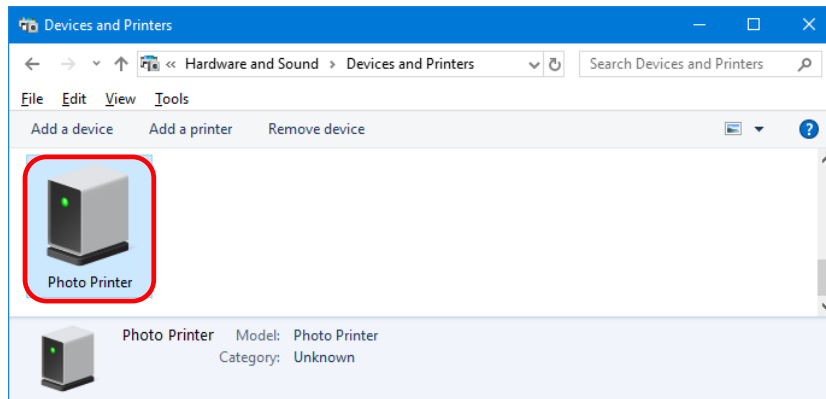 Devices and Printers
« Hardware and Sound > Devices and Printers
Search Devices and Printers
File Edit View Tools
Add a device Add a printer Remove device
?
Photo Printer
Photo Printer Model: Photo Printer
Category: Unknown